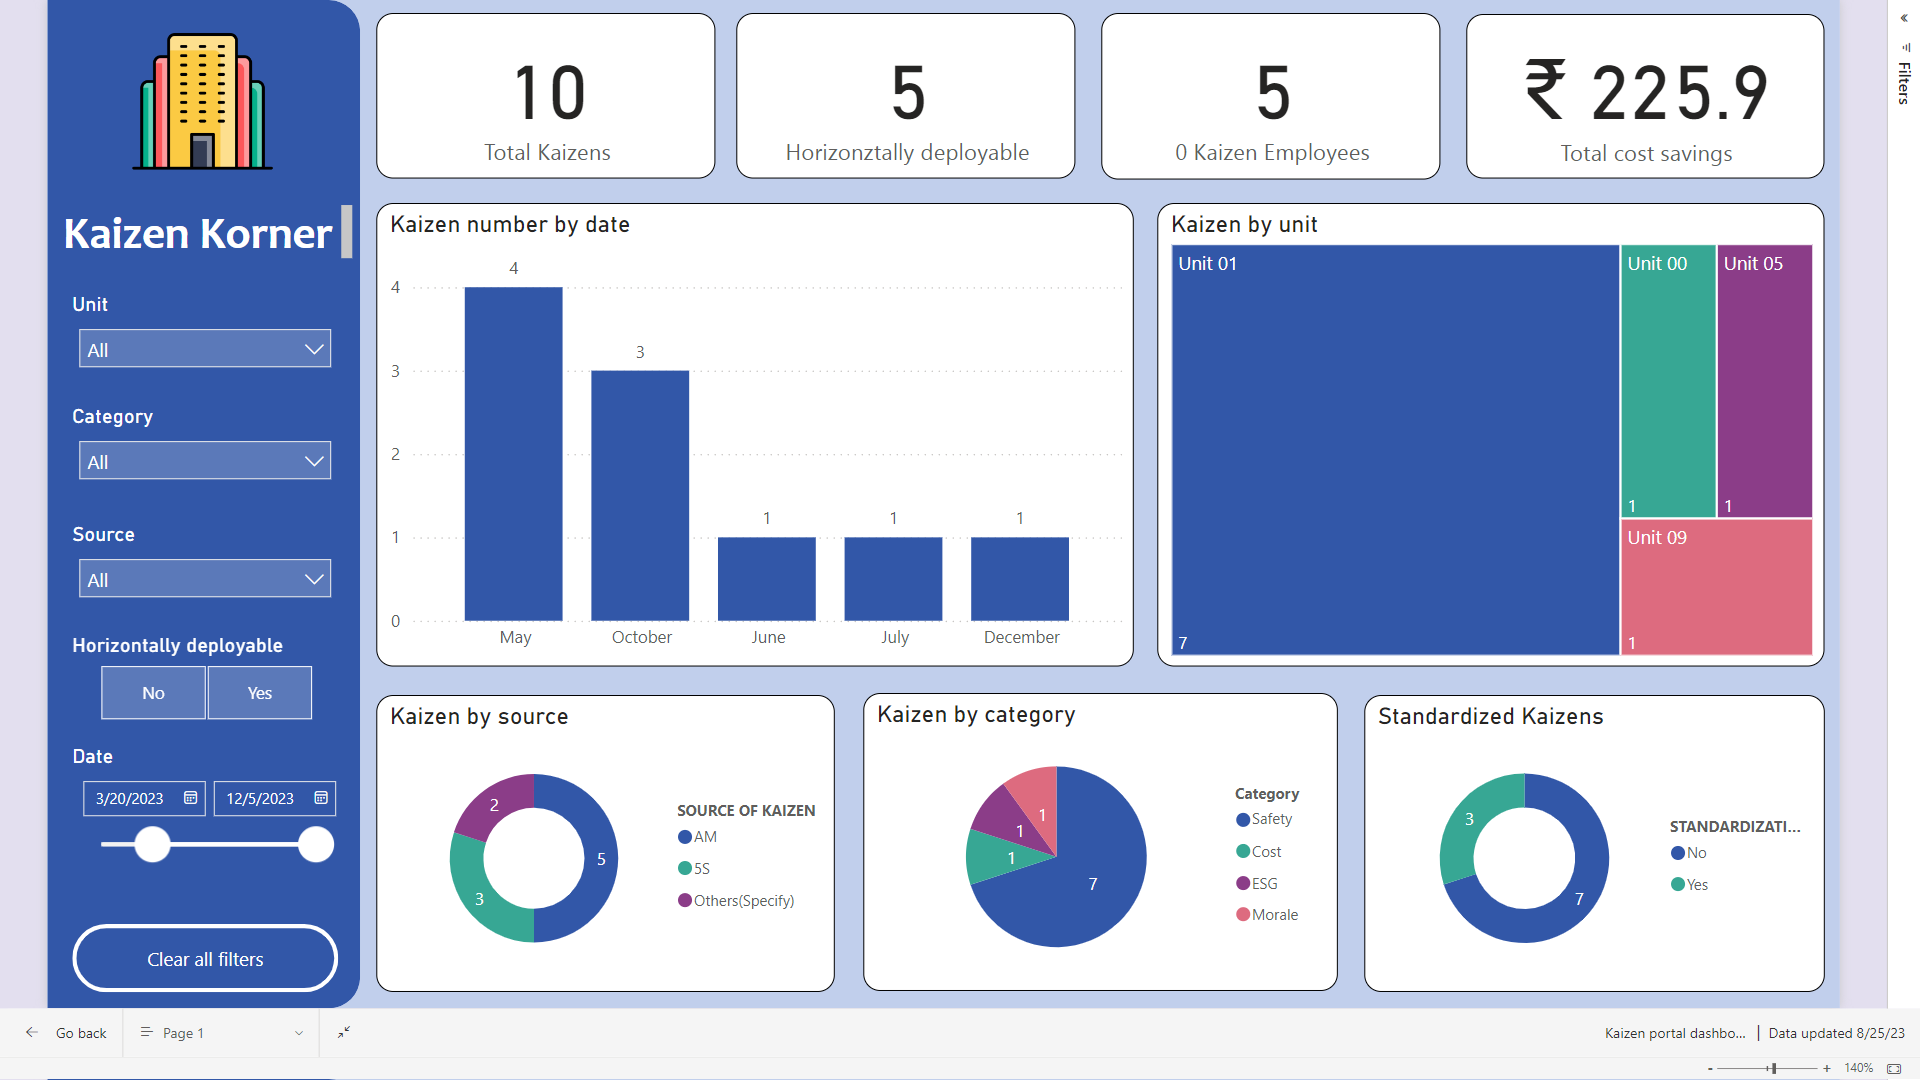 Kaizen Korner
Unit
All
Category
All
Source
All
Horizontally deployable
No Yes
Date
3/20/2023 12/5/2023
Clear all filters
10
Total Kaizens
5
Horizonztally deployable
5
0 Kaizen Employees
₹ 225.9
Total cost savings
Kaizen number by date
4
3
2
1
0
4
3
1
1
1
May October June July December
Kaizen by unit
Unit 01
7
Unit 00
1
Unit 05
1
Unit 09
1
Kaizen by source
2
5
3
SOURCE OF KAIZEN
AM
5S
Others(Specify)
Kaizen by category
1
1
1
7
Category
Safety
Cost
ESG
Morale
Standardized Kaizens
3
7
STANDARDIZATI...
No
Yes
«
Filters
Go back
Page 1
Kaizen portal dashbo... | Data updated 8/25/23
- + 140%